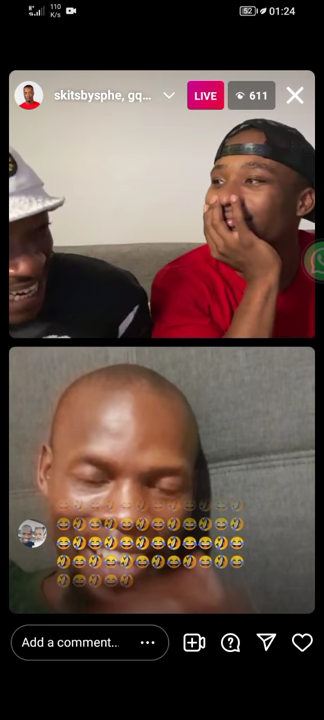 110
K/s
52
01:24
skitsbysphe, gq...
LIVE
611
😂🤣😂🤣😂🤣😂🤣😂😂🤣😂
😂🤣😂🤣😂🤣😂🤣😂😂😂🤣
😂🤣😂🤣😂🤣😂🤣😂😂🤣😂
🤣😂🤣😂😂🤣😂🤣😂🤣😂😂
🤣😂🤣😂🤣
Add a comment..